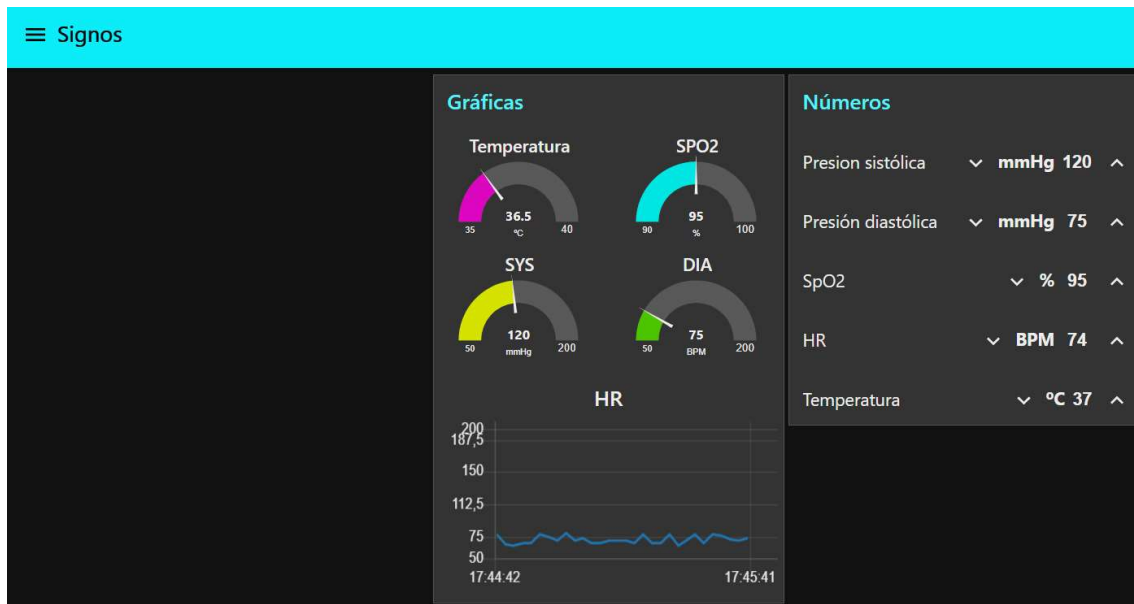 Signos
Gráficas
Temperatura
36.5
ºC
35
40
SPO2
95
%
90
100
SYS
120
mmHg
50
200
DIA
75
BPM
50
200
HR
200
187,5
150
112,5
75
50
17:44:42
17:45:41
Números
Presion sistólica mmHg 120
Presión diastólica mmHg 75
SpO2 % 95
HR BPM 74
Temperatura ºC 37